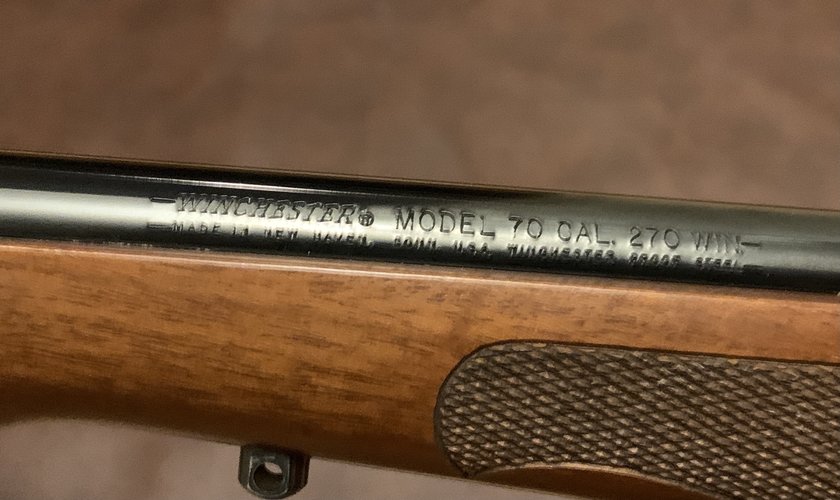 —WINCHESTER® MODEL 70 CAL. 270 WIN—
MADE IN NEW HAVEN, CONN. U.S.A. WINCHESTER PROOF STEEL